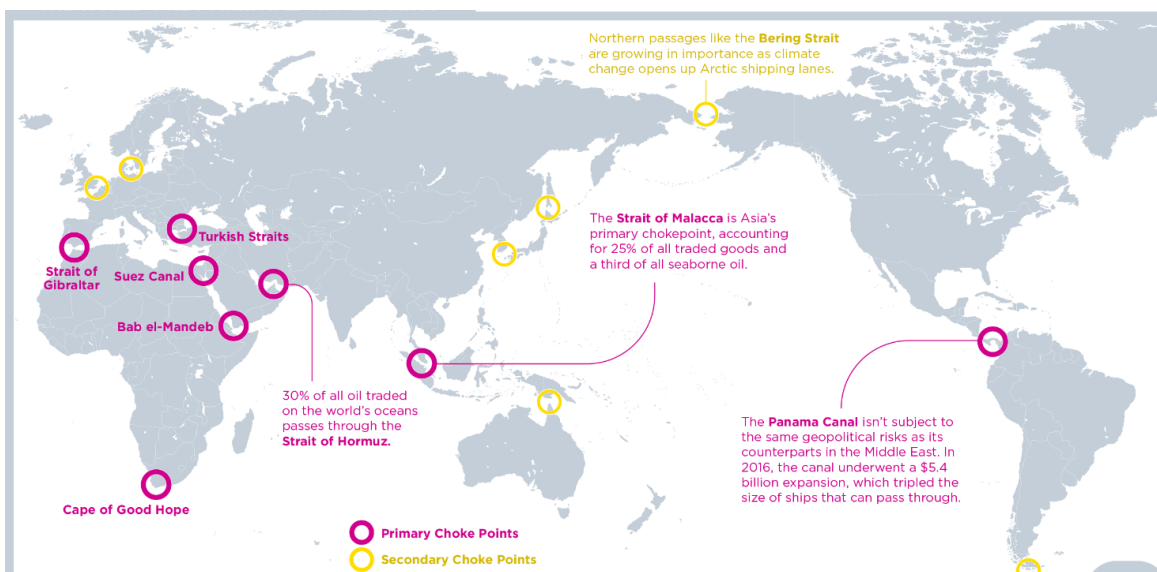 Northern passages like the Bering Strait
are growing in importance as climate
change opens up Arctic shipping lanes.
The Strait of Malacca is Asia's
primary chokepoint, accounting
for 25% of all traded goods and
a third of all seaborne oil.
Turkish Straits
Strait of
Gibraltar
Suez Canal
Bab el-Mandeb
30% of all oil traded
on the world's oceans
passes through the
Strait of Hormuz.
The Panama Canal isn't subject to
the same geopolitical risks as its
counterparts in the Middle East. In
2016, the canal underwent a $5.4
billion expansion, which tripled the
size of ships that can pass through.
Cape of Good Hope
Primary Choke Points
Secondary Choke Points